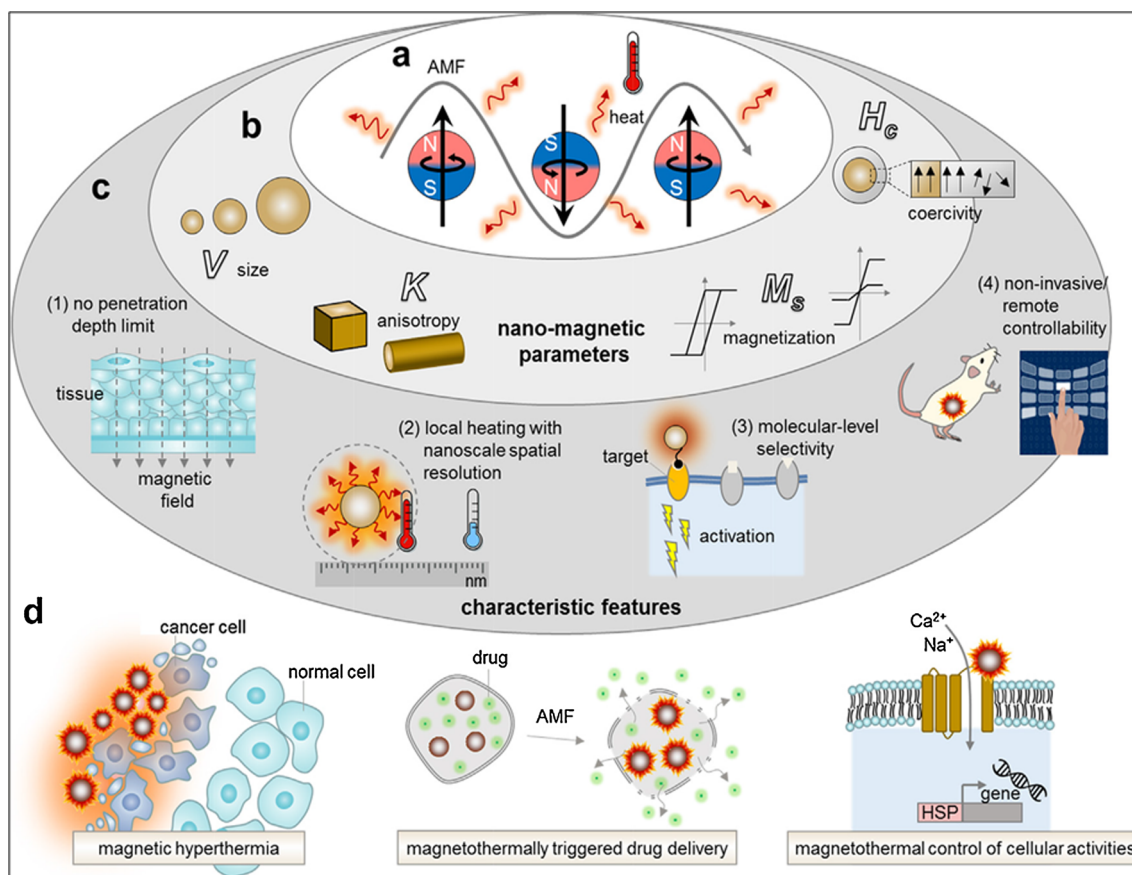 a
AMF
heat
N
S
S
N
N
S
b
Hc
coercivity
V size
K
anisotropy
Ms
magnetization
nano-magnetic
parameters
c
(1) no penetration
depth limit
tissue
magnetic
field
(2) local heating with
nanoscale spatial
resolution
nm
(3) molecular-level
selectivity
target
activation
(4) non-invasive/
remote
controllability
characteristic features
d
cancer cell
normal cell
magnetic hyperthermia
drug
AMF
magnetothermally triggered drug delivery
Ca²⁺
Na⁺
gene
HSP
magnetothermal control of cellular activities